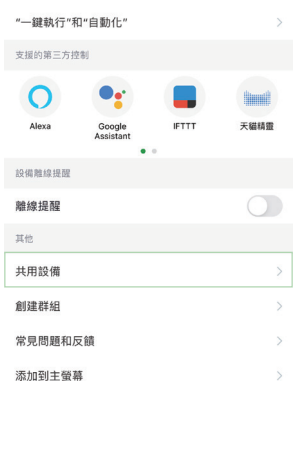 “一鍵執行”和“自動化”
支援的第三方控制
Alexa
Google
Assistant
IFTTT
天貓精靈
設備離線提醒
離線提醒
其他
共用設備
創建群組
常見問題和反饋
添加到主螢幕